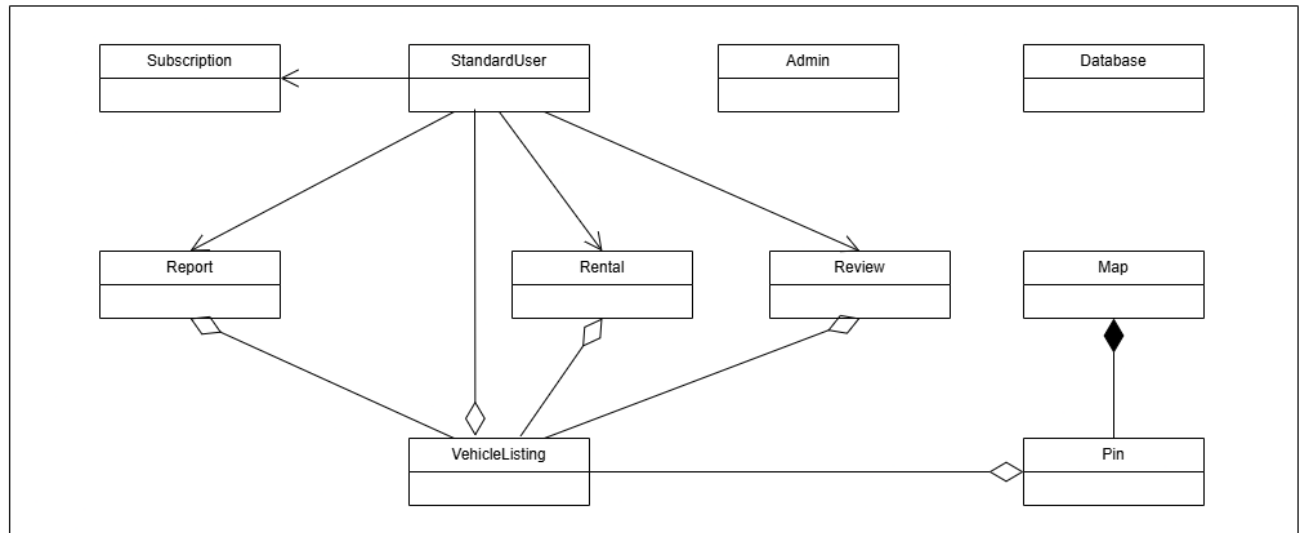 Subscription
StandardUser
Admin
Database
Report
Rental
Review
Map
VehicleListing
Pin